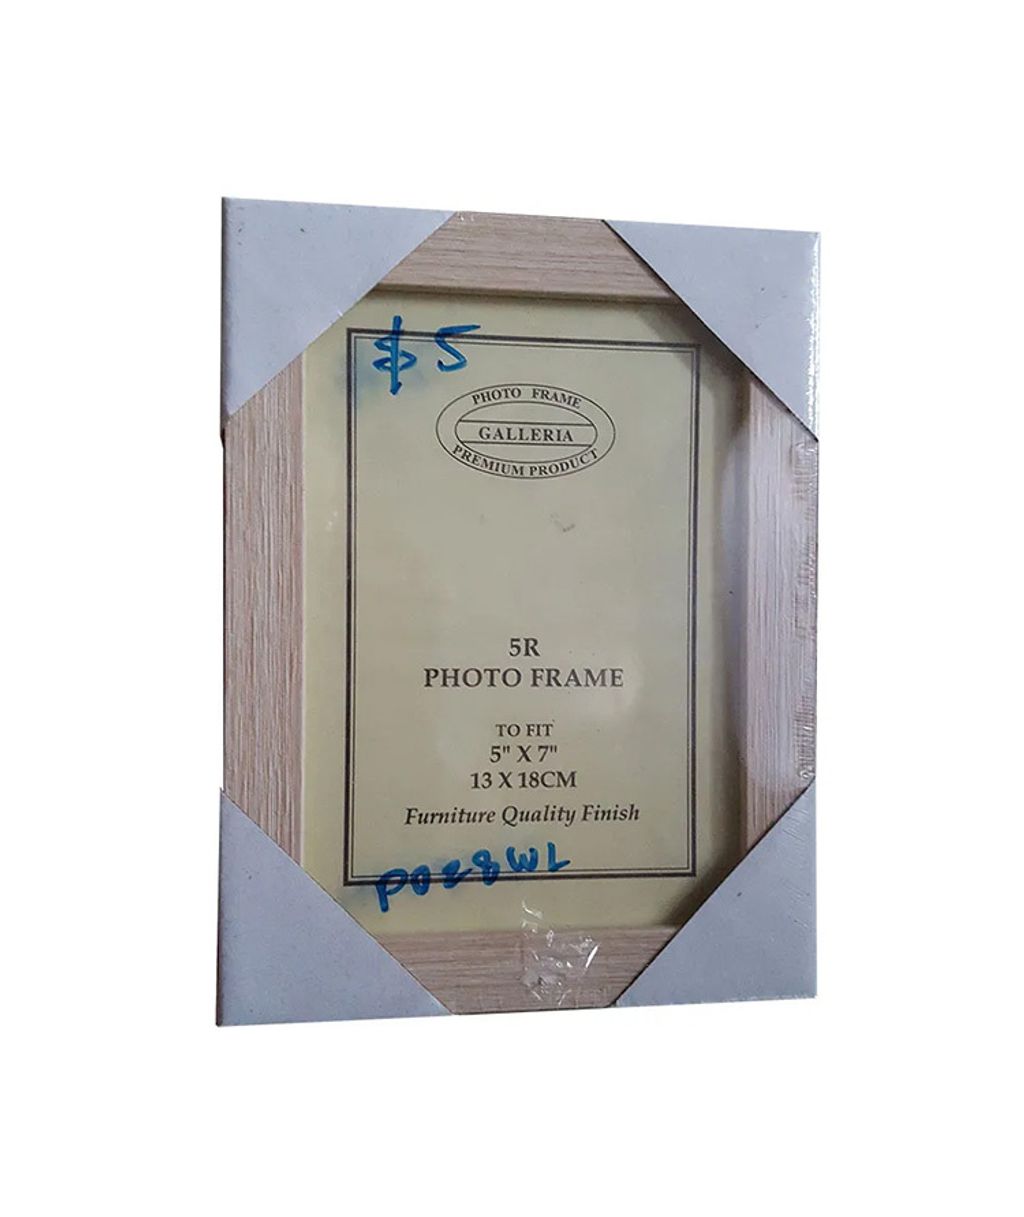 $5
PHOTO FRAME
GALLERIA
PREMIUM PRODUCT
5R
PHOTO FRAME
TO FIT
5" X 7"
13 X 18CM
Furniture Quality Finish
P028WL